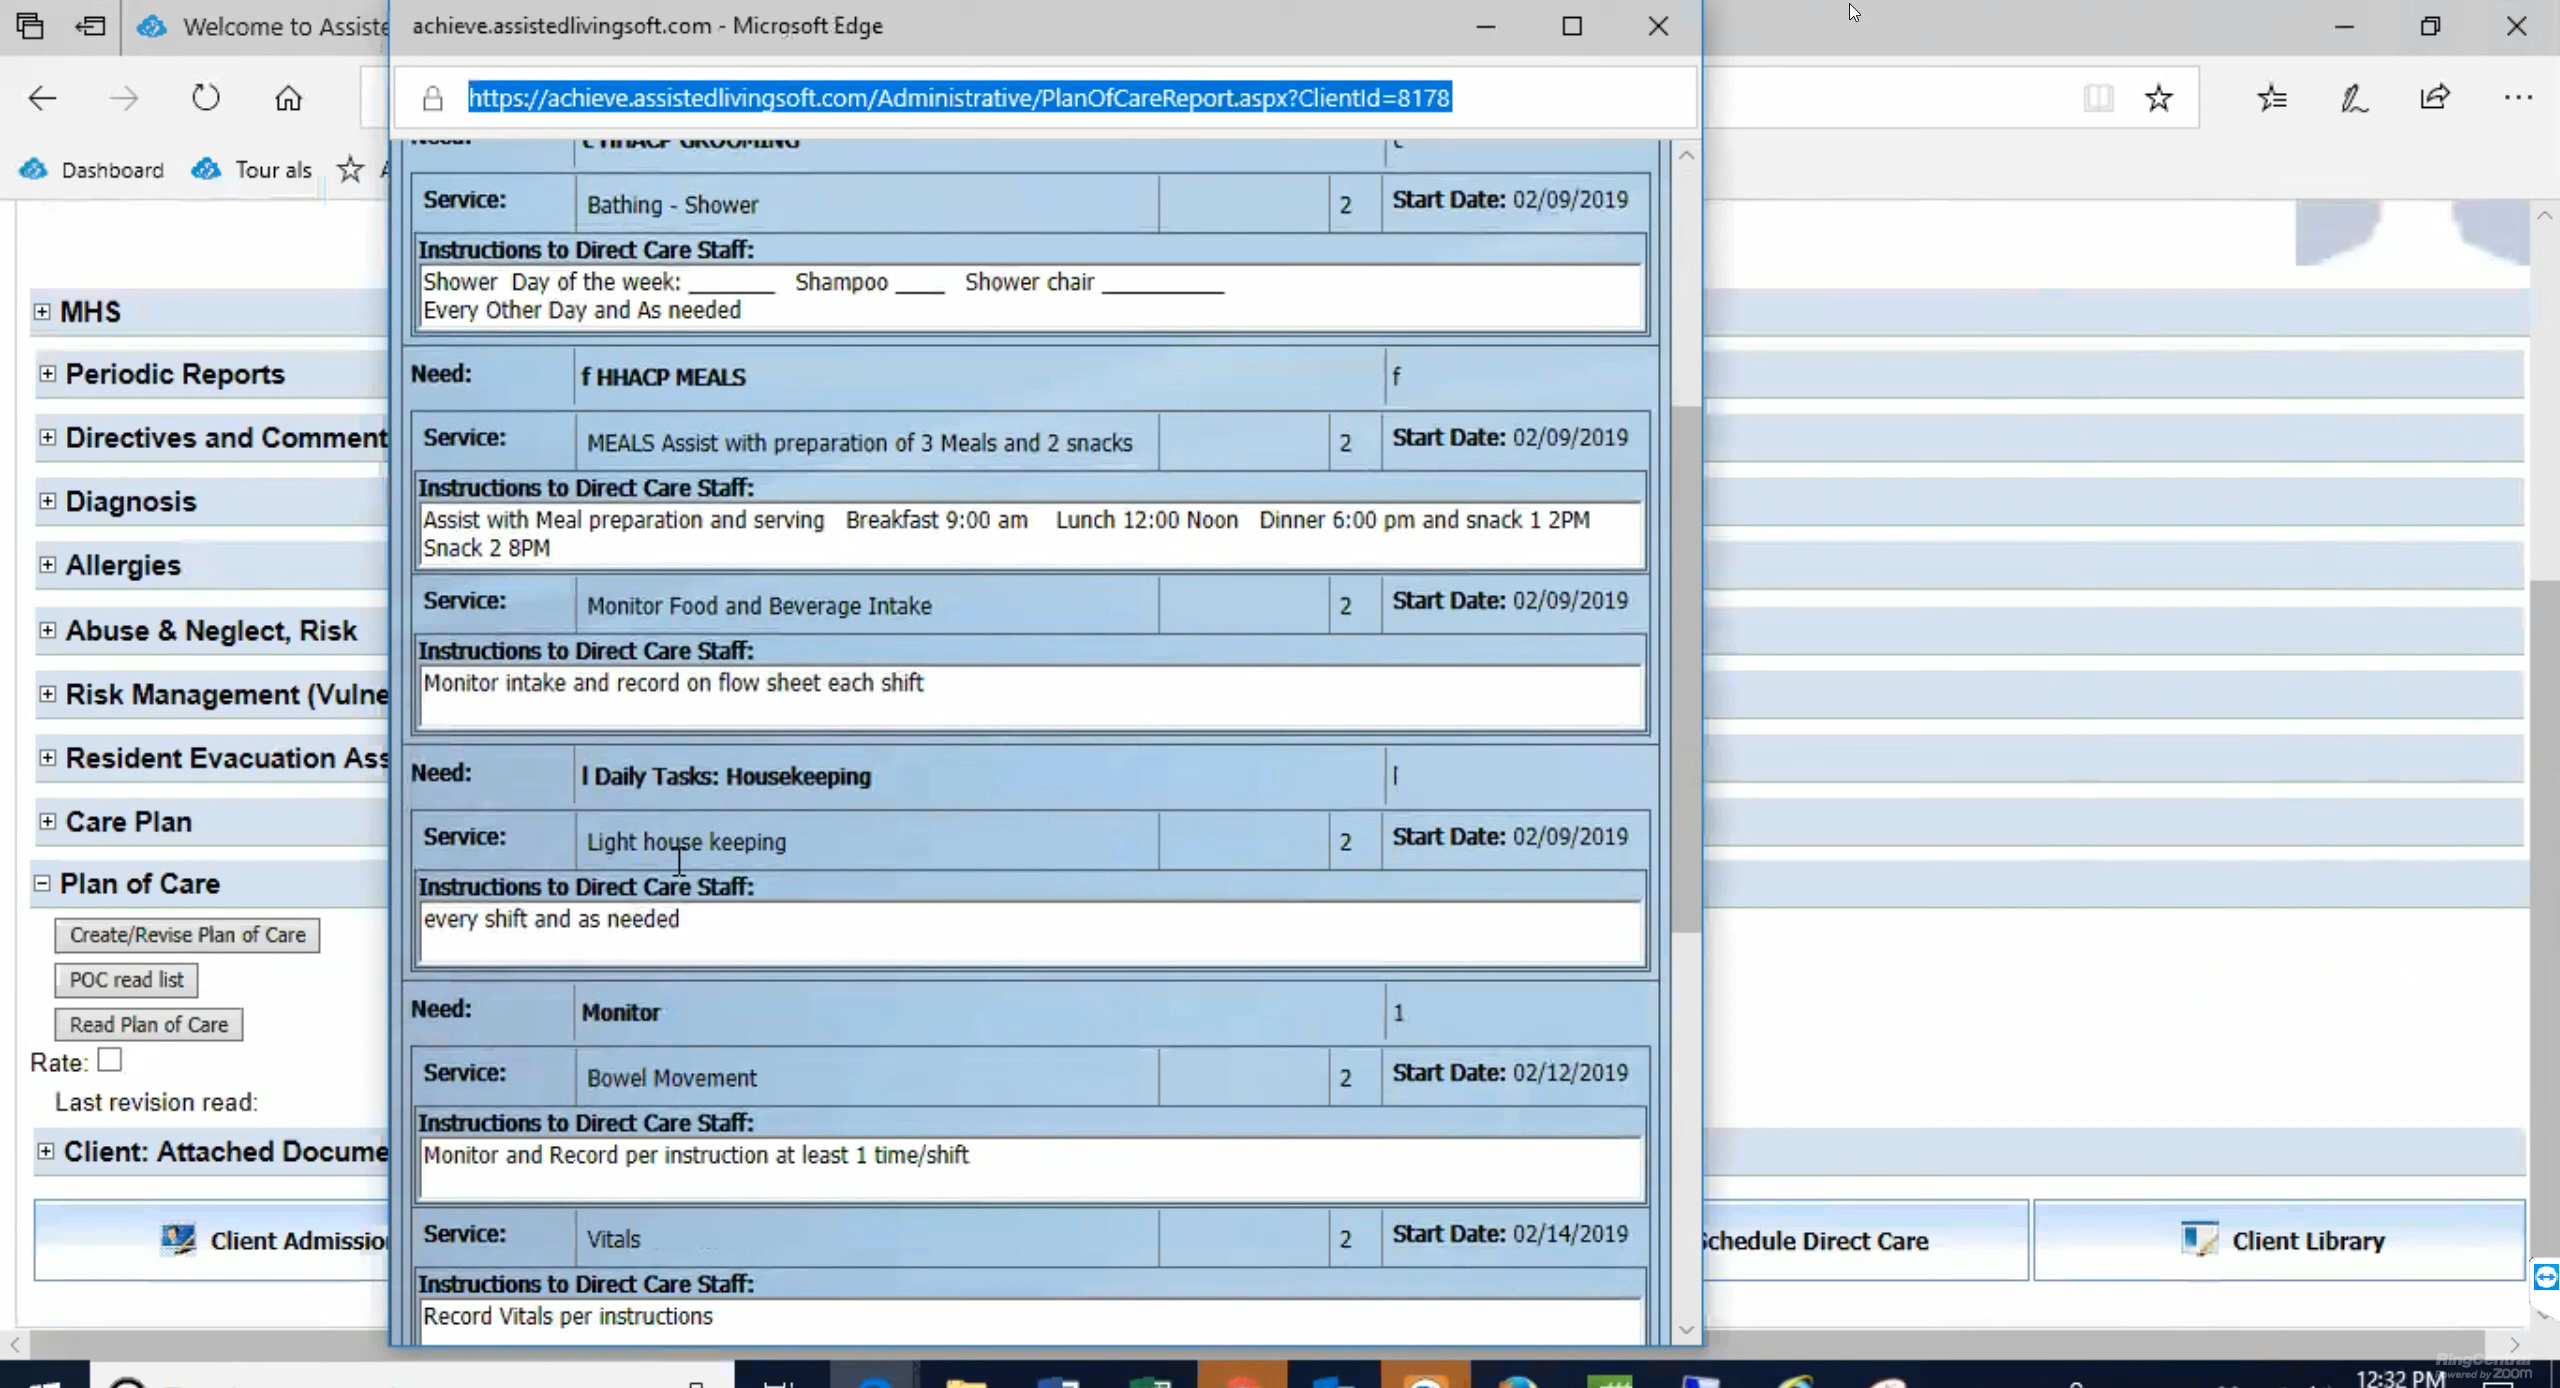 Welcome to Assiste
achieve.assistedlivingsoft.com - Microsoft Edge
https://achieve.assistedlivingsoft.com/Administrative/PlanOfCareReport.aspx?ClientId=8178
Dashboard
Tour als
MHS
Periodic Reports
Directives and Comment
Diagnosis
Allergies
Abuse & Neglect, Risk
Risk Management (Vulne
Resident Evacuation Ass
Care Plan
Plan of Care
Create/Revise Plan of Care
POC read list
Read Plan of Care
Rate:
Last revision read:
Client: Attached Docume
Client Admissio
Need: c HHACP GROOMING c
Service: Bathing - Shower 2 Start Date: 02/09/2019
Instructions to Direct Care Staff:
Shower Day of the week: _______ Shampoo ____ Shower chair __________
Every Other Day and As needed
Need: f HHACP MEALS f
Service: MEALS Assist with preparation of 3 Meals and 2 snacks 2 Start Date: 02/09/2019
Instructions to Direct Care Staff:
Assist with Meal preparation and serving Breakfast 9:00 am Lunch 12:00 Noon Dinner 6:00 pm and snack 1 2PM
Snack 2 8PM
Service: Monitor Food and Beverage Intake 2 Start Date: 02/09/2019
Instructions to Direct Care Staff:
Monitor intake and record on flow sheet each shift
Need: l Daily Tasks: Housekeeping l
Service: Light house keeping 2 Start Date: 02/09/2019
Instructions to Direct Care Staff:
every shift and as needed
Need: Monitor 1
Service: Bowel Movement 2 Start Date: 02/12/2019
Instructions to Direct Care Staff:
Monitor and Record per instruction at least 1 time/shift
Service: Vitals 2 Start Date: 02/14/2019
Instructions to Direct Care Staff:
Record Vitals per instructions
Schedule Direct Care
Client Library
RingCentral
powered by ZOOM
12:32 PM